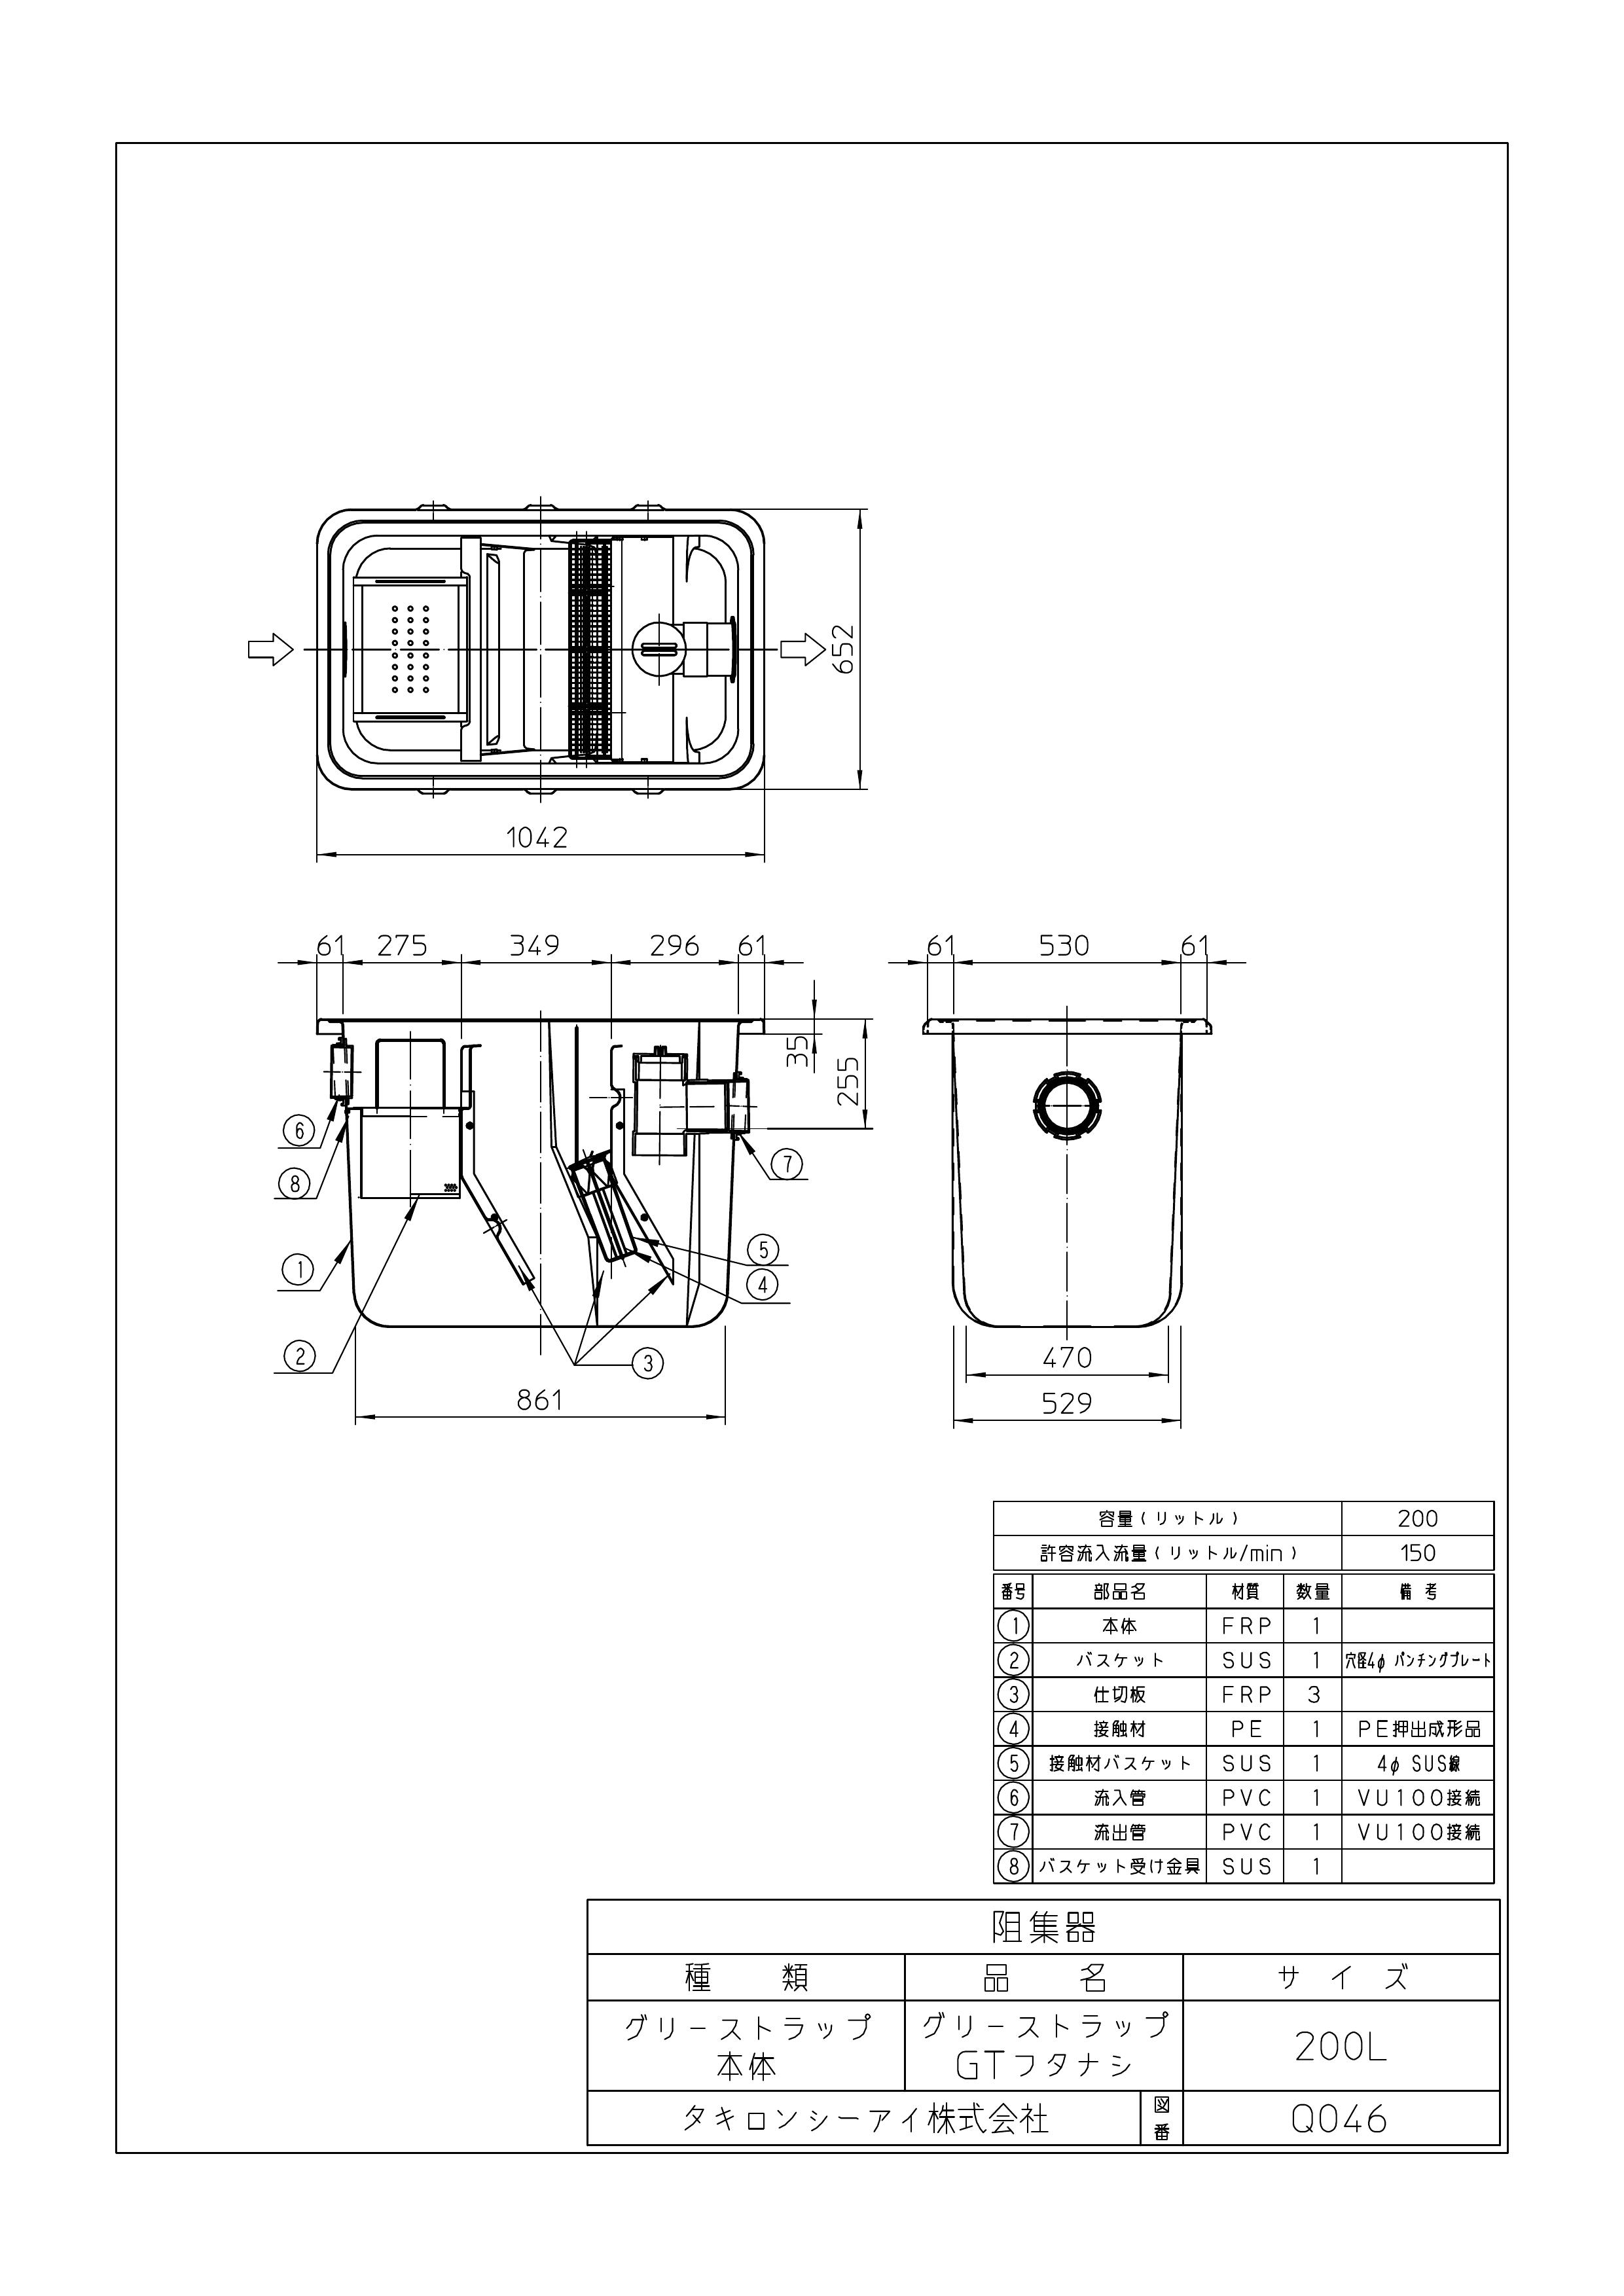 652
1042
61 275 349 296 61
61 530 61
35
255
6
8
7
1
5
4
2
3
861
470
529
容量(リットル) 200
許容流入流量(リットル/min) 150
番号 部品名 材質 数量 備考
1 本体 FRP 1
2 バスケット SUS 1 穴径4φ パンチングプレート
3 仕切板 FRP 3
4 接触材 PE 1 PE押出成形品
5 接触材バスケット SUS 1 4φ SUS線
6 流入管 PVC 1 VU100接続
7 流出管 PVC 1 VU100接続
8 バスケット受け金具 SUS 1
阻集器
種類 品名 サイズ
グリーストラップ グリーストラップ
本体 GTフタナシ 200L
タキロンシーアイ株式会社 図番 Q046